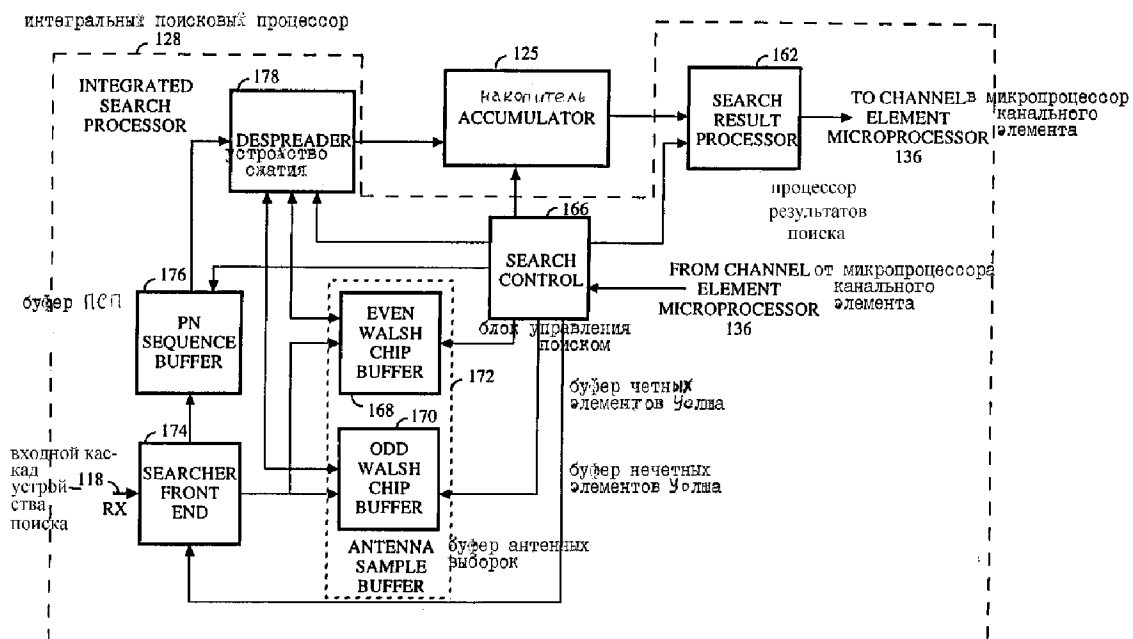 интегральный поисковый процессор
128
INTEGRATED
SEARCH
PROCESSOR
178
DESPREADER
устройство
сжатия
125
накопитель
ACCUMULATOR
162
SEARCH
RESULT
PROCESSOR
TO CHANNEL
ELEMENT
MICROPROCESSOR
136
в микропроцессор
канального
элемента
процессор
результатов
поиска
166
SEARCH
CONTROL
блок управления
поиском
FROM CHANNEL
ELEMENT
MICROPROCESSOR
136
от микропроцессора
канального
элемента
буфер ПСП
176
PN
SEQUENCE
BUFFER
EVEN
WALSH
CHIP
BUFFER
168
172
буфер четных
элементов Уолша
170
ODD
WALSH
CHIP
BUFFER
буфер нечетных
элементов Уолша
входной кас-
кад
устрой-
ства
поиска
118
RX
174
SEARCHER
FRONT
END
ANTENNA
SAMPLE
BUFFER
буфер антенных
выборок